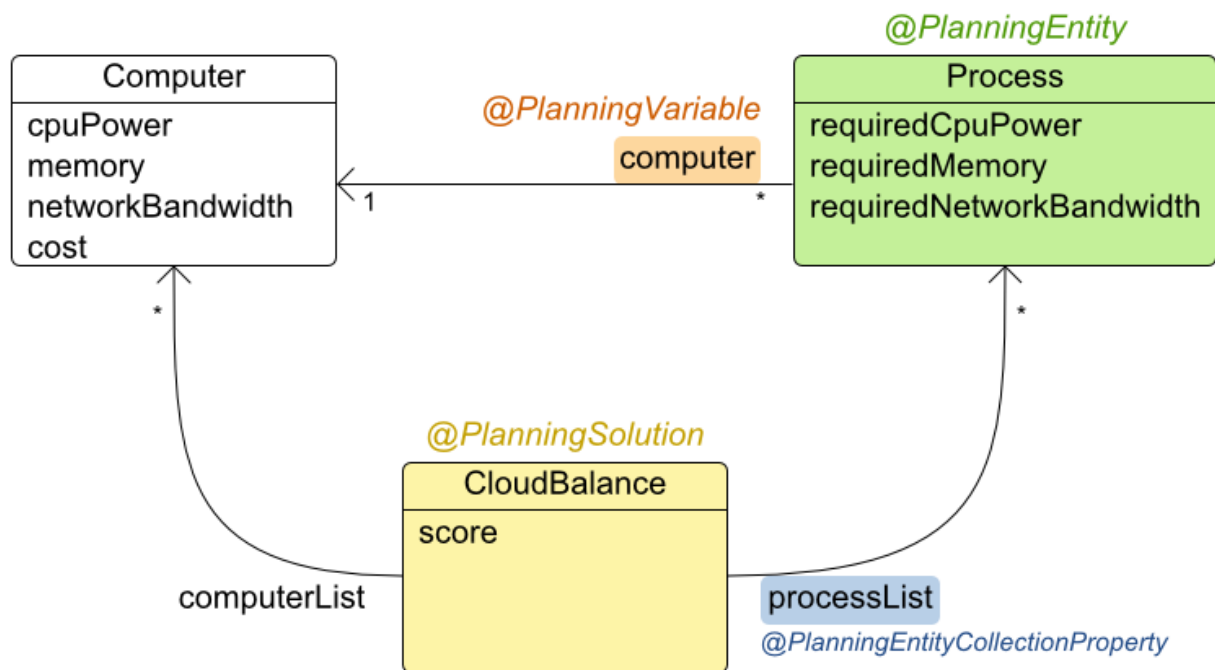 @PlanningEntity
Computer
Process
@PlanningVariable
cpuPower
memory
networkBandwidth
cost
computer
requiredCpuPower
requiredMemory
requiredNetworkBandwidth
1
*
*
*
@PlanningSolution
CloudBalance
score
computerList
processList
@PlanningEntityCollectionProperty